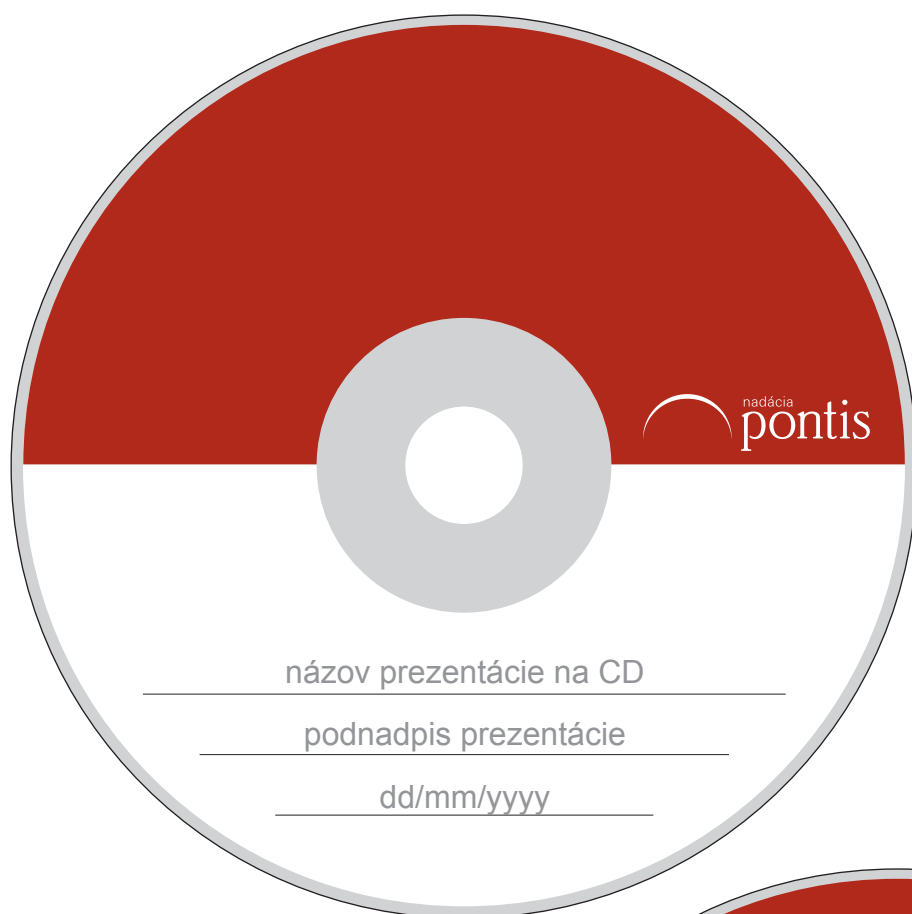 nadácia
pontis
názov prezentácie na CD
podnadpis prezentácie
dd/mm/yyyy